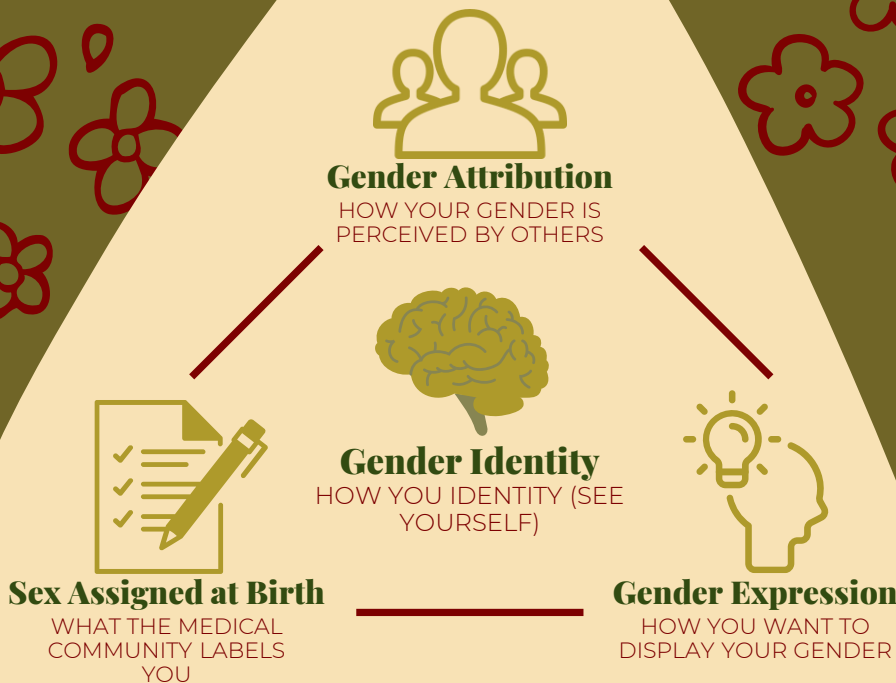 Gender Attribution
HOW YOUR GENDER IS
PERCEIVED BY OTHERS
Gender Identity
HOW YOU IDENTITY (SEE
YOURSELF)
Sex Assigned at Birth
WHAT THE MEDICAL
COMMUNITY LABELS
YOU
Gender Expression
HOW YOU WANT TO
DISPLAY YOUR GENDER